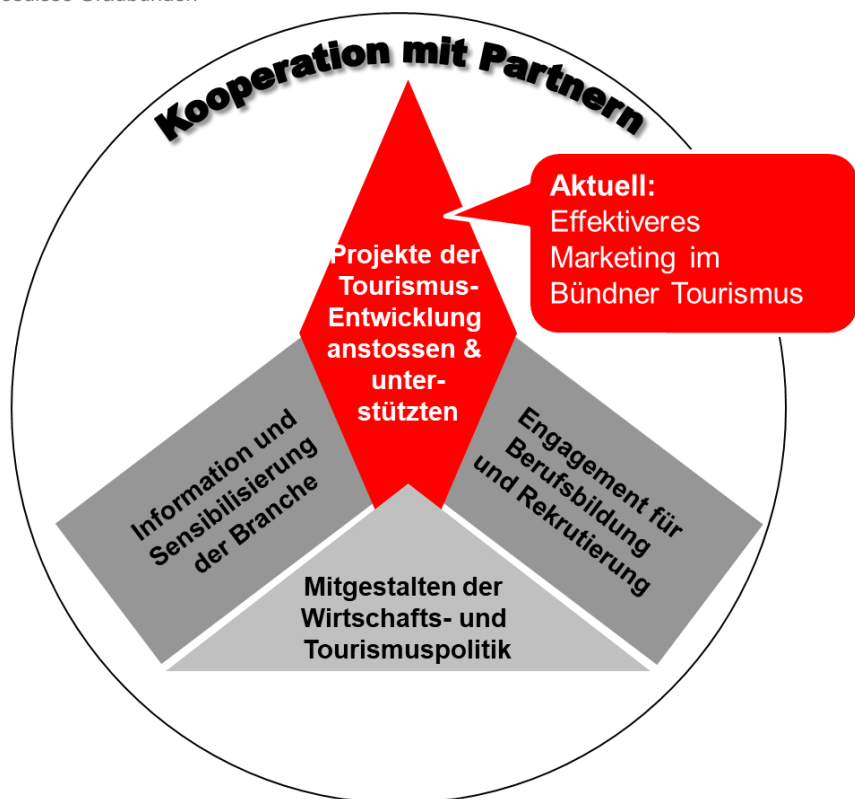 Graubünden
Kooperation mit Partnern
Aktuell:
Effektiveres
Marketing im
Bündner Tourismus
Projekte der
Tourismus-
Entwicklung
anstossen &
unter-
stützten
Information und
Sensibilisierung
der Branche
Engagement für
Berufsbildung
und Rekrutierung
Mitgestalten der
Wirtschafts- und
Tourismuspolitik